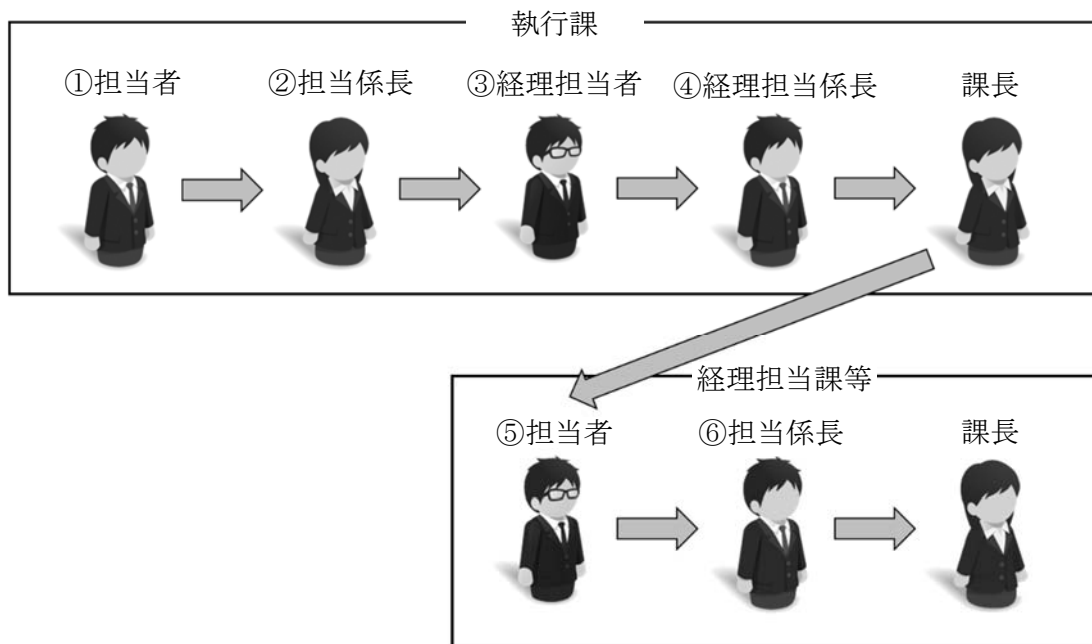 執行課
①担当者
②担当係長
③経理担当者
④経理担当係長
課長
経理担当課等
⑤担当者
⑥担当係長
課長